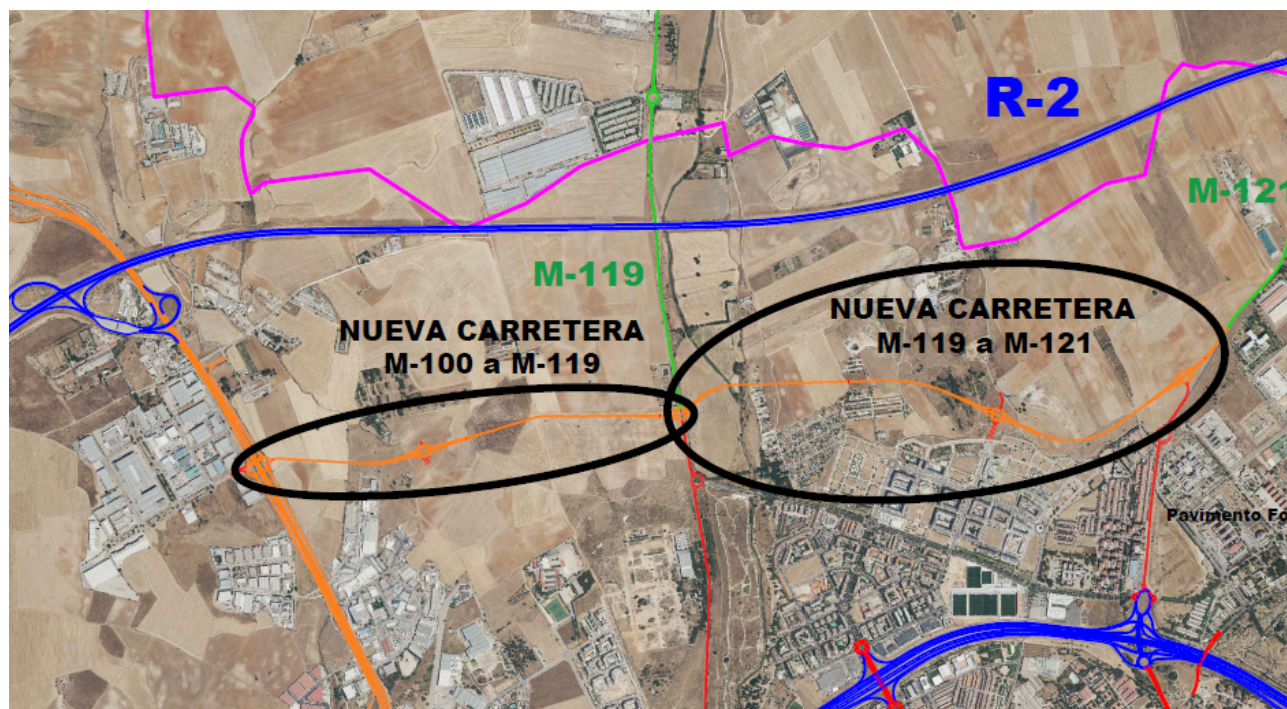 R-2
M-121
M-119
NUEVA CARRETERA
M-119 a M-121
NUEVA CARRETERA
M-100 a M-119
Pavimento Fo